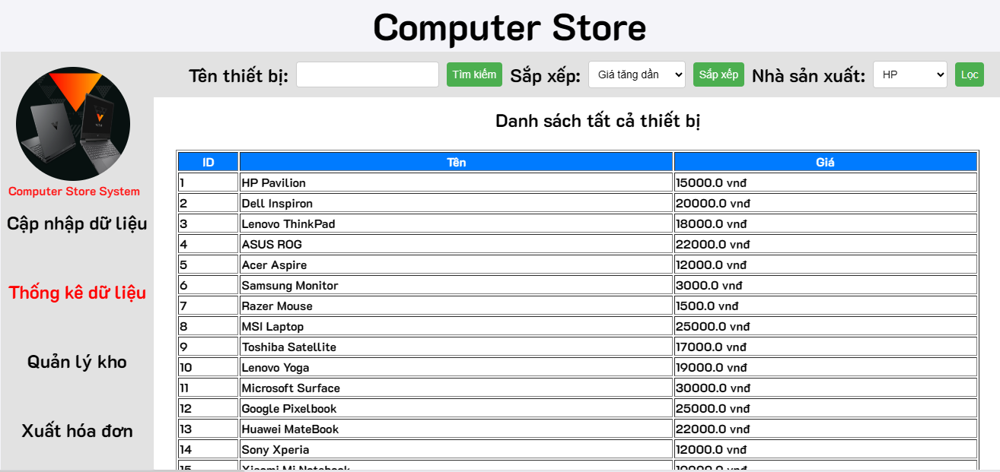 Computer Store
Tên thiết bị: Tìm kiếm Sắp xếp: Giá tăng dần Sắp xếp Nhà sản xuất: HP Lọc
Computer Store System
Cập nhập dữ liệu
Thống kê dữ liệu
Quản lý kho
Xuất hóa đơn
Danh sách tất cả thiết bị
ID Tên Giá
1 HP Pavilion 15000.0 vnđ
2 Dell Inspiron 20000.0 vnđ
3 Lenovo ThinkPad 18000.0 vnđ
4 ASUS ROG 22000.0 vnđ
5 Acer Aspire 12000.0 vnđ
6 Samsung Monitor 3000.0 vnđ
7 Razer Mouse 1500.0 vnđ
8 MSI Laptop 25000.0 vnđ
9 Toshiba Satellite 17000.0 vnđ
10 Lenovo Yoga 19000.0 vnđ
11 Microsoft Surface 30000.0 vnđ
12 Google Pixelbook 25000.0 vnđ
13 Huawei MateBook 22000.0 vnđ
14 Sony Xperia 12000.0 vnđ
15 Xiaomi Mi Notebook